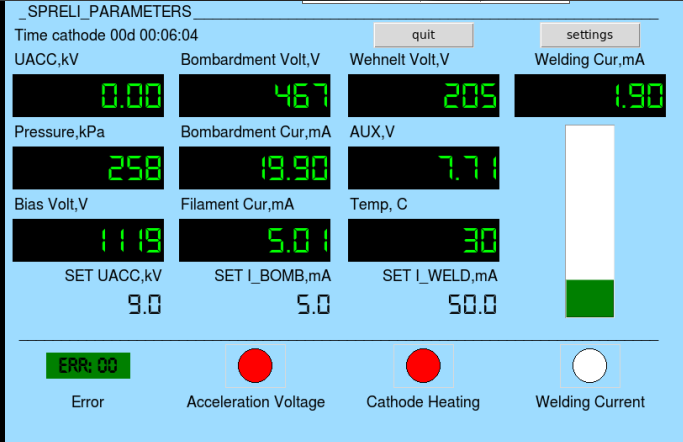 _SPRELI_PARAMETERS
Time cathode 00d 00:06:04 quit settings
UACC,kV Bombardment Volt,V Wehnelt Volt,V Welding Cur,mA
0.00 467 205 1.90
Pressure,kPa Bombardment Cur,mA AUX,V
258 19.90 7.71
Bias Volt,V Filament Cur,mA Temp, C
1119 5.01 30
SET UACC,kV SET I_BOMB,mA SET I_WELD,mA
9.0 5.0 50.0
ERR: 00
Error Acceleration Voltage Cathode Heating Welding Current